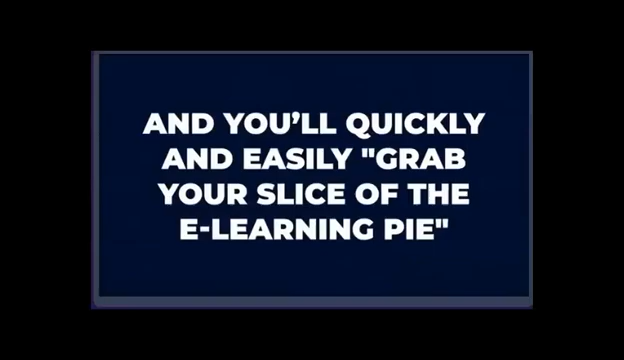 AND YOU’LL QUICKLY
AND EASILY "GRAB
YOUR SLICE OF THE
E-LEARNING PIE"